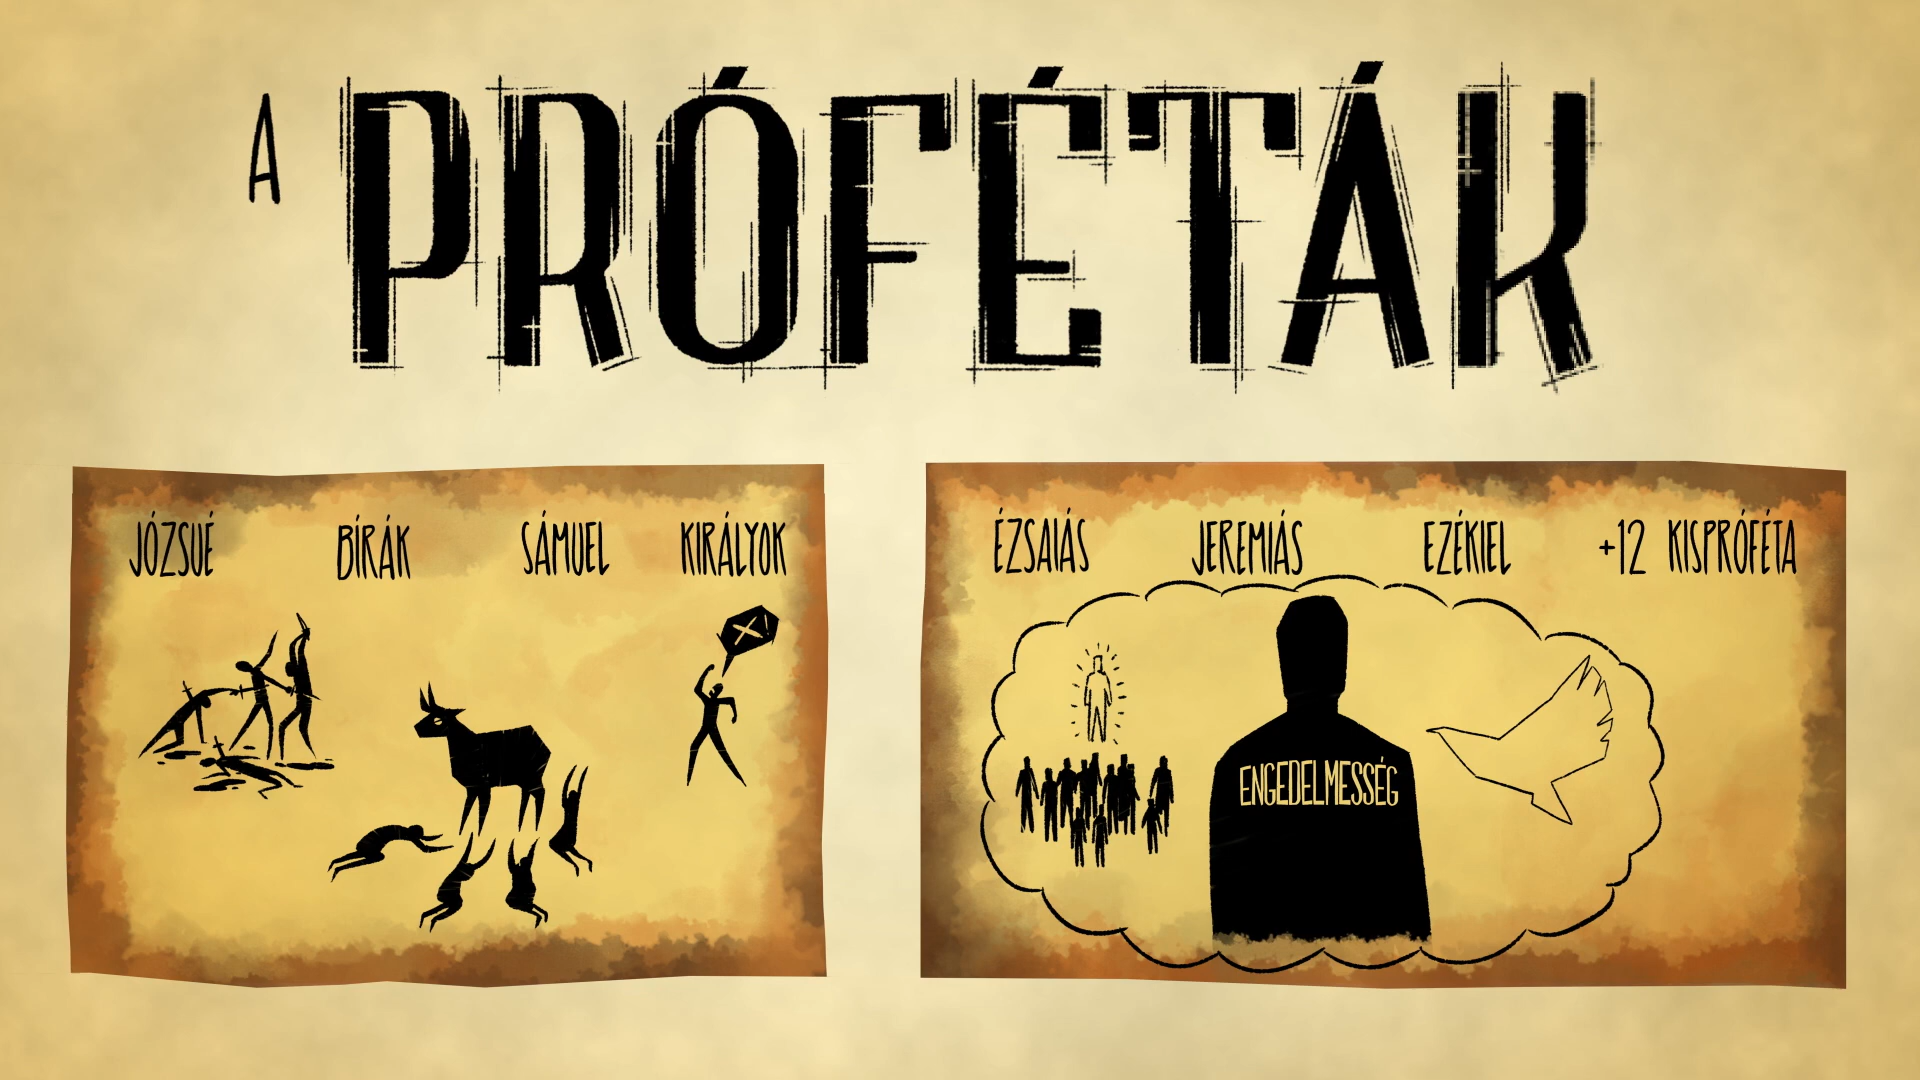 A PRÓFÉTÁK
JÓZSUÉ BÍRÁK SÁMUEL KIRÁLYOK
ÉZSAIÁS JEREMIÁS EZÉKIEL +12 KISPRÓFÉTA
ENGEDELMESSÉG